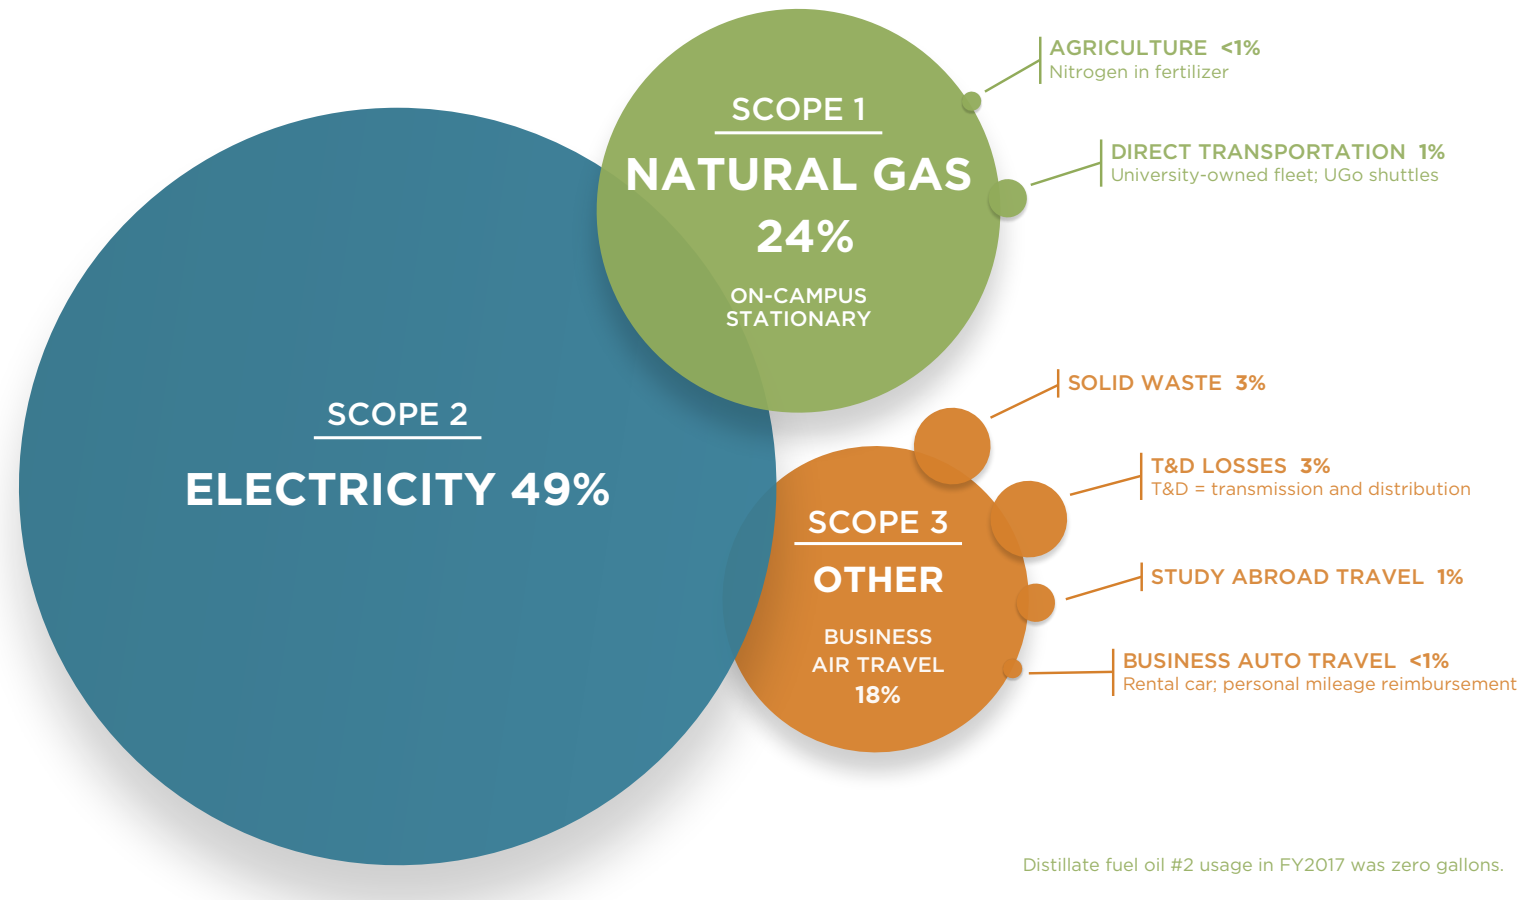 SCOPE 1
NATURAL GAS
24%
ON-CAMPUS
STATIONARY
AGRICULTURE <1%
Nitrogen in fertilizer
DIRECT TRANSPORTATION 1%
University-owned fleet; UGo shuttles
SCOPE 2
ELECTRICITY 49%
SCOPE 3
OTHER
BUSINESS
AIR TRAVEL
18%
SOLID WASTE 3%
T&D LOSSES 3%
T&D = transmission and distribution
STUDY ABROAD TRAVEL 1%
BUSINESS AUTO TRAVEL <1%
Rental car; personal mileage reimbursement
Distillate fuel oil #2 usage in FY2017 was zero gallons.